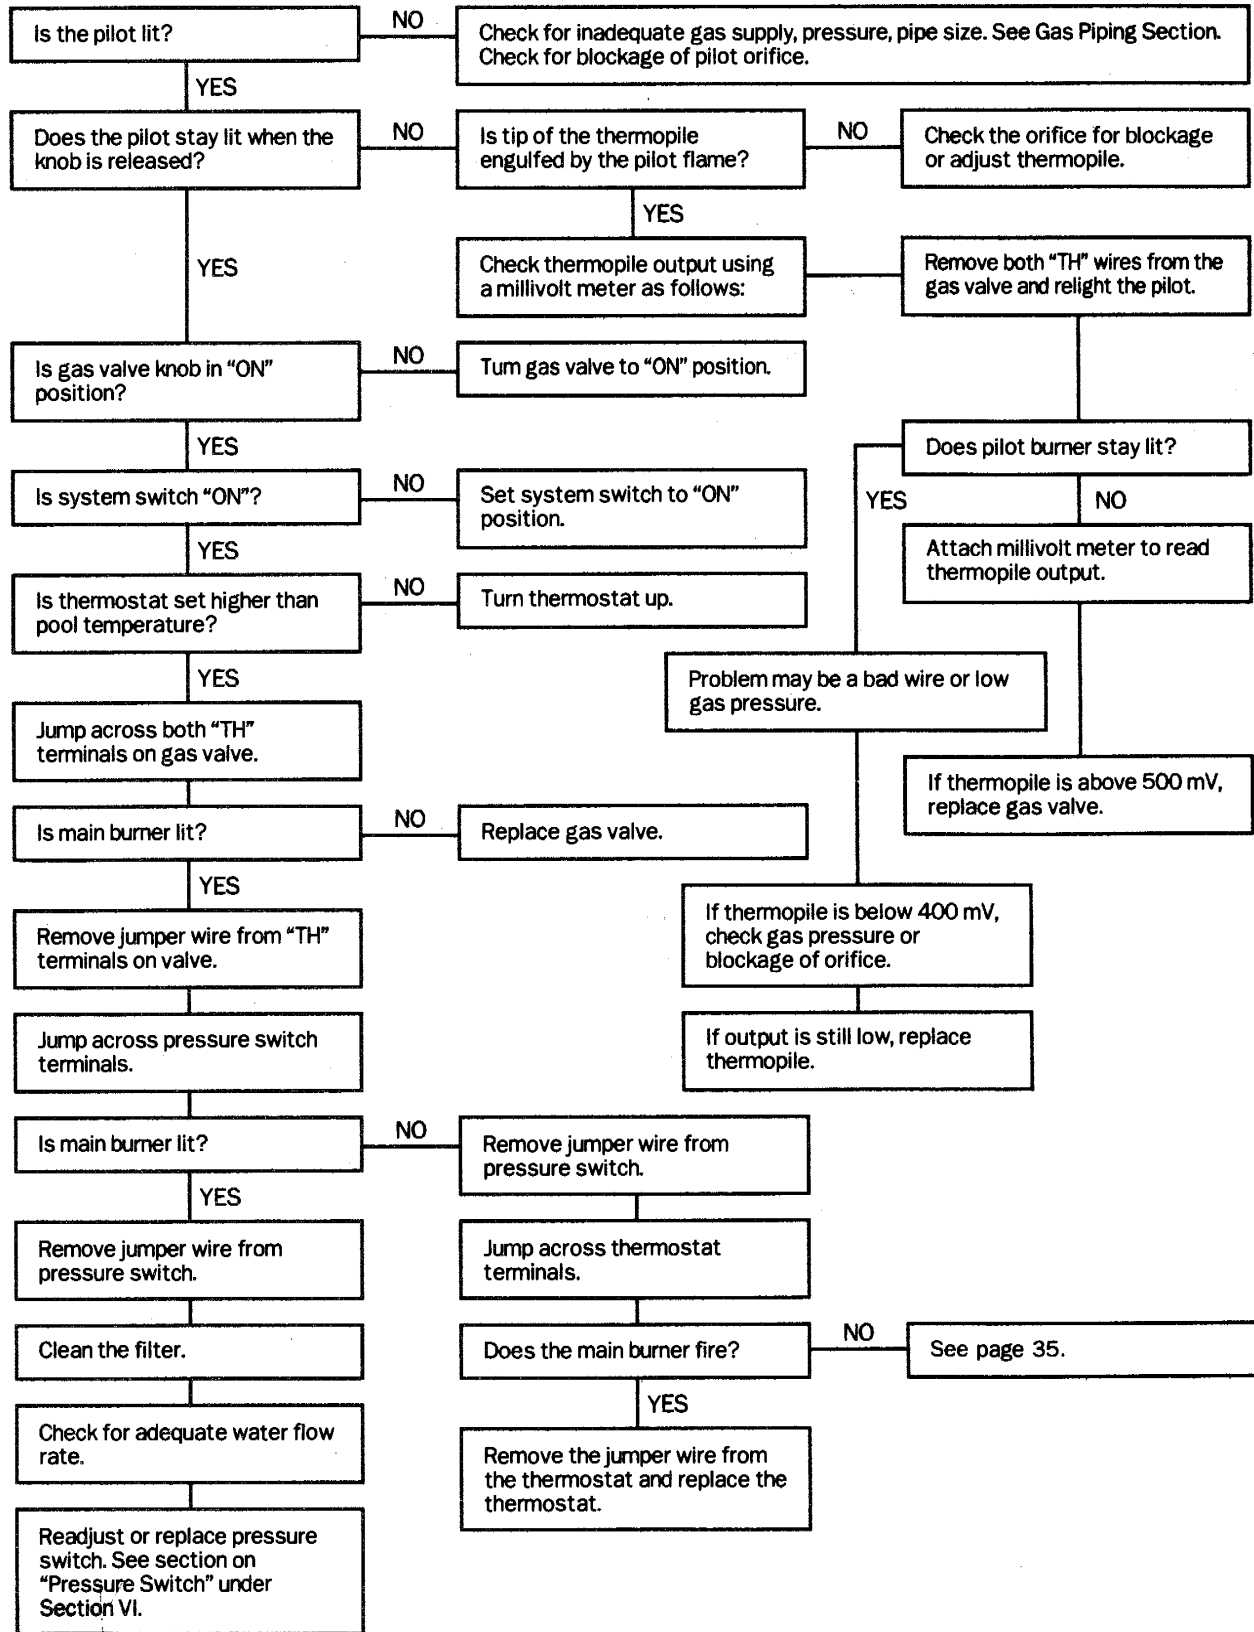 Is the pilot lit?
NO
Check for inadequate gas supply, pressure, pipe size. See Gas Piping Section.
Check for blockage of pilot orifice.
YES
Does the pilot stay lit when the
knob is released?
NO
Is tip of the thermopile
engulfed by the pilot flame?
NO
Check the orifice for blockage
or adjust thermopile.
YES
YES
Check thermopile output using
a millivolt meter as follows:
Remove both “TH” wires from the
gas valve and relight the pilot.
Is gas valve knob in “ON”
position?
NO
Turn gas valve to “ON” position.
YES
Does pilot burner stay lit?
YES
NO
Is system switch “ON”?
NO
Set system switch to “ON”
position.
Attach millivolt meter to read
thermopile output.
YES
Is thermostat set higher than
pool temperature?
NO
Turn thermostat up.
YES
Problem may be a bad wire or low
gas pressure.
Jump across both “TH”
terminals on gas valve.
If thermopile is above 500 mV,
replace gas valve.
Is main burner lit?
NO
Replace gas valve.
YES
If thermopile is below 400 mV,
check gas pressure or
blockage of orifice.
Remove jumper wire from “TH”
terminals on valve.
If output is still low, replace
thermopile.
Jump across pressure switch
terminals.
Is main burner lit?
NO
Remove jumper wire from
pressure switch.
YES
Remove jumper wire from
pressure switch.
Jump across thermostat
terminals.
Clean the filter.
Does the main burner fire?
NO
See page 35.
YES
Check for adequate water flow
rate.
Remove the jumper wire from
the thermostat and replace the
thermostat.
Readjust or replace pressure
switch. See section on
“Pressure Switch” under
Section VI.